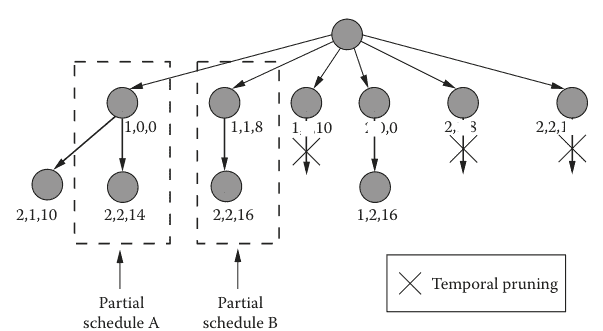 1,0,0
1,1,8
2,1,10
2,2,14
2,2,16
1,2,16
Temporal pruning
Partial
schedule A
Partial
schedule B